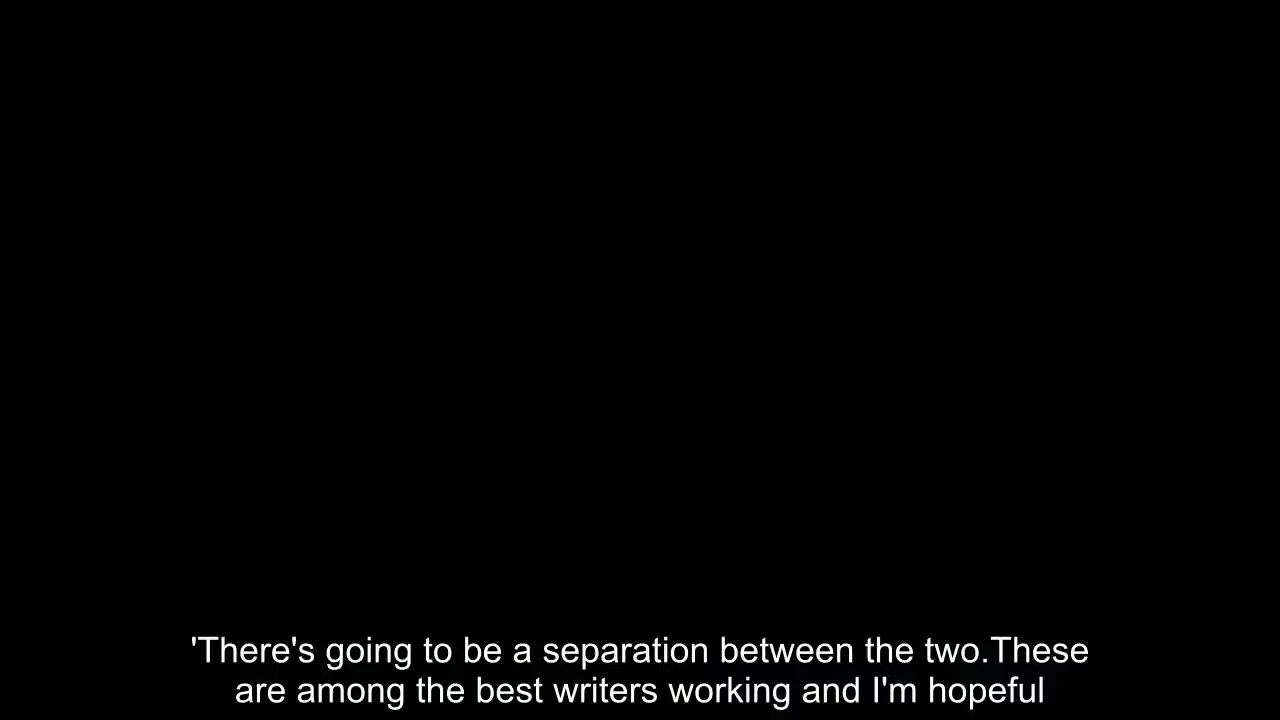 'There's going to be a separation between the two.These
are among the best writers working and I'm hopeful